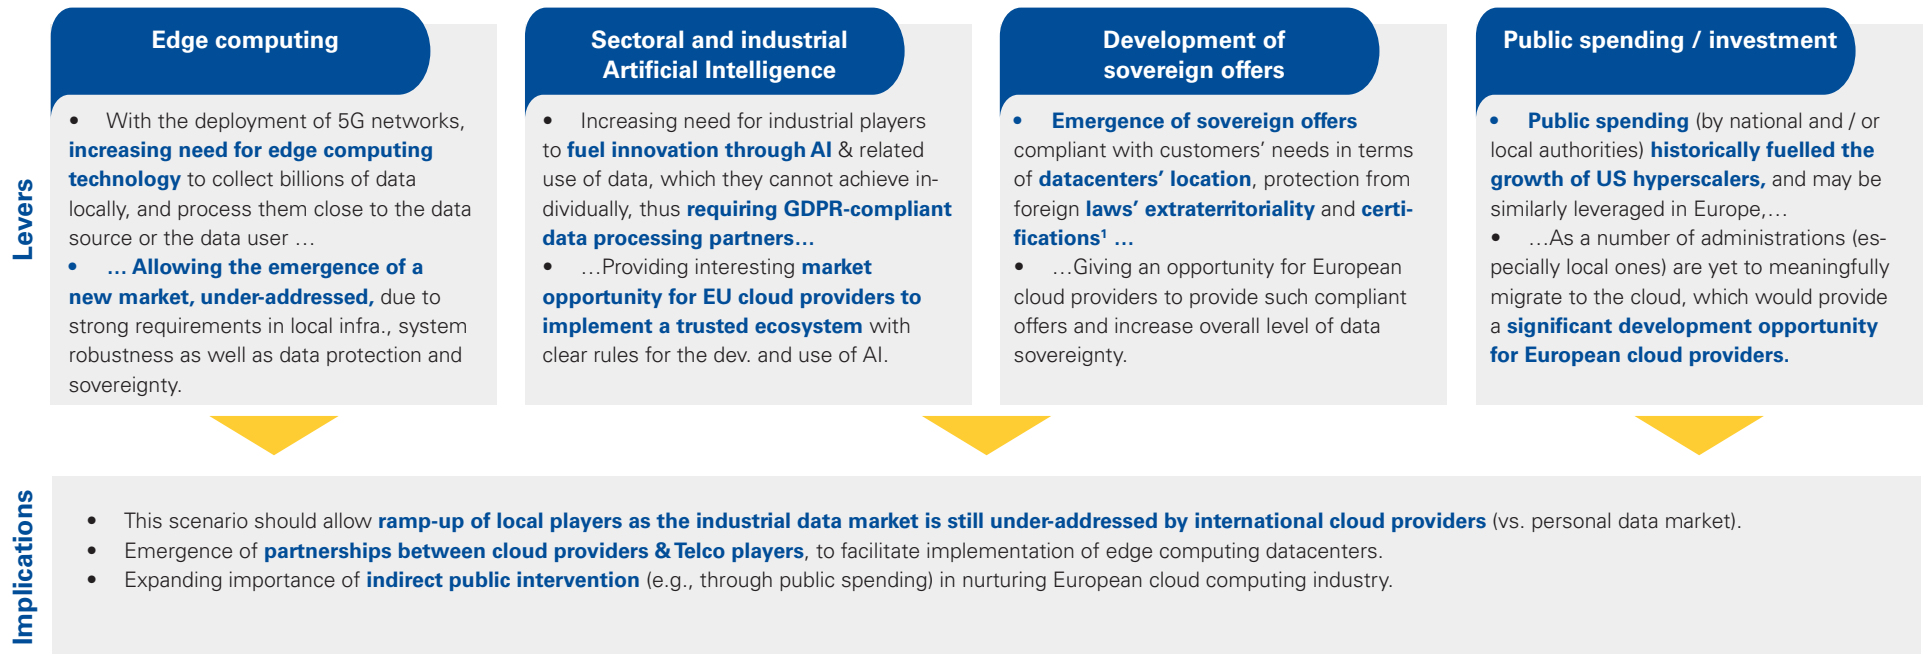 Edge computing
Sectoral and industrial
Artificial Intelligence
Development of
sovereign offers
Public spending / investment
Levers
• With the deployment of 5G networks,
increasing need for edge computing
technology to collect billions of data
locally, and process them close to the data
source or the data user …
• … Allowing the emergence of a
new market, under-addressed, due to
strong requirements in local infra., system
robustness as well as data protection and
sovereignty.
• Increasing need for industrial players
to fuel innovation through AI & related
use of data, which they cannot achieve in-
dividually, thus requiring GDPR-compliant
data processing partners…
• …Providing interesting market
opportunity for EU cloud providers to
implement a trusted ecosystem with
clear rules for the dev. and use of AI.
• Emergence of sovereign offers
compliant with customers’ needs in terms
of datacenters’ location, protection from
foreign laws’ extraterritoriality and certi-
fications¹ …
• …Giving an opportunity for European
cloud providers to provide such compliant
offers and increase overall level of data
sovereignty.
• Public spending (by national and / or
local authorities) historically fuelled the
growth of US hyperscalers, and may be
similarly leveraged in Europe,…
• …As a number of administrations (es-
pecially local ones) are yet to meaningfully
migrate to the cloud, which would provide
a significant development opportunity
for European cloud providers.
Implications
• This scenario should allow ramp-up of local players as the industrial data market is still under-addressed by international cloud providers (vs. personal data market).
• Emergence of partnerships between cloud providers & Telco players, to facilitate implementation of edge computing datacenters.
• Expanding importance of indirect public intervention (e.g., through public spending) in nurturing European cloud computing industry.